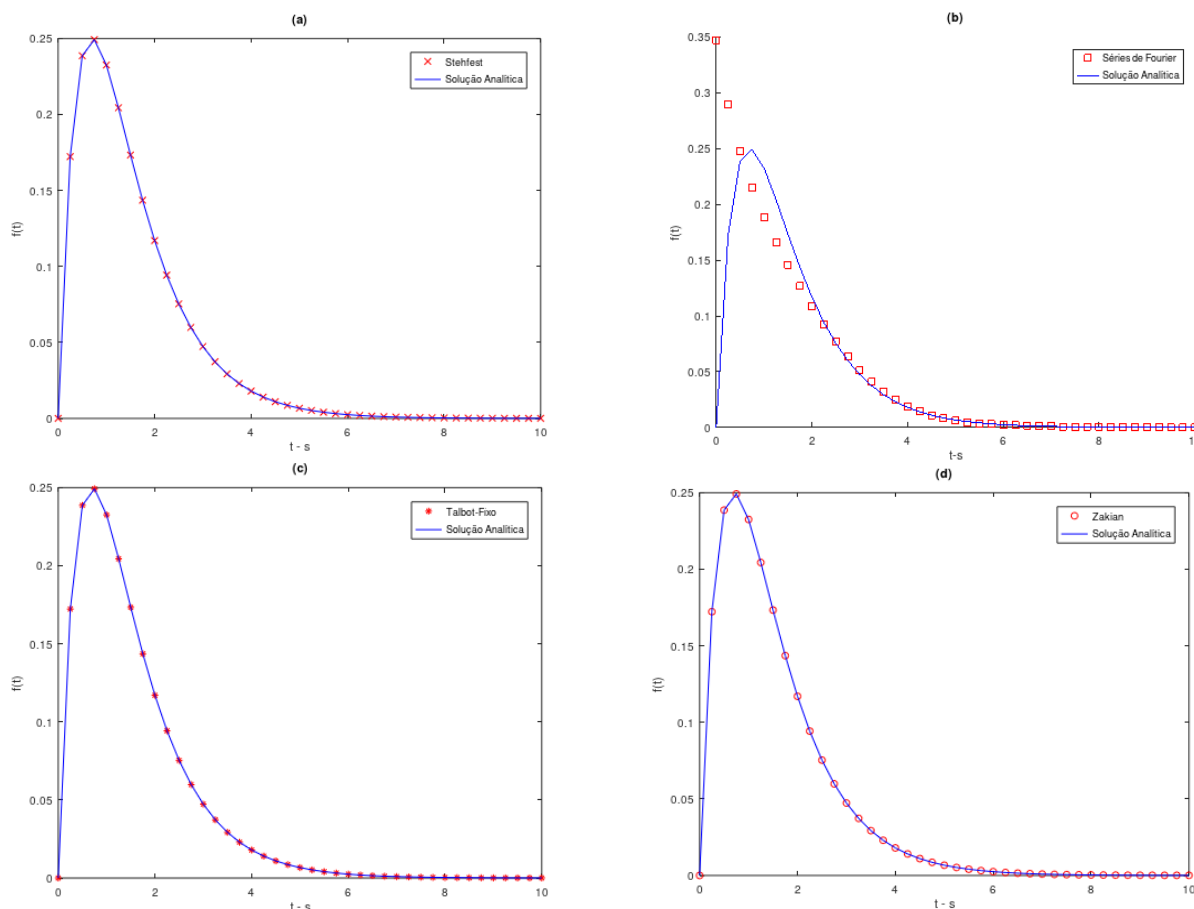 (a)
0.25
0.2
0.15
0.1
0.05
0
f(t)
Stehfest
Solução Analítica
0 2 4 6 8 10
t - s
(b)
0.35
0.3
0.25
0.2
0.15
0.1
0.05
0
f(t)
Séries de Fourier
Solução Analítica
0 2 4 6 8 10
t-s
(c)
0.25
0.2
0.15
0.1
0.05
0
f(t)
Talbot-Fixo
Solução Analítica
0 2 4 6 8 10
t - s
(d)
0.25
0.2
0.15
0.1
0.05
0
f(t)
Zakian
Solução Analítica
0 2 4 6 8 10
t - s